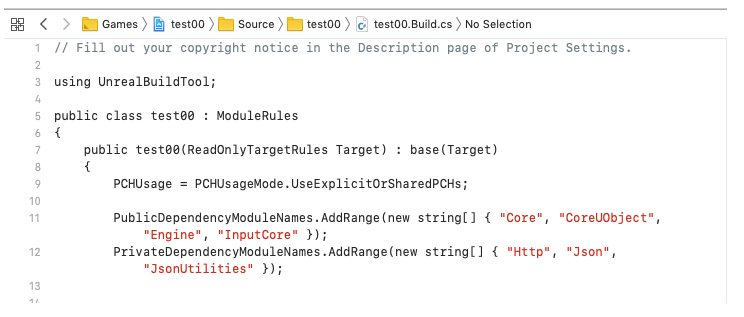 Games > test00 > Source > test00 > test00.Build.cs > No Selection
1 // Fill out your copyright notice in the Description page of Project Settings.
2
3 using UnrealBuildTool;
4
5 public class test00 : ModuleRules
6 {
7     public test00(ReadOnlyTargetRules Target) : base(Target)
8     {
9         PCHUsage = PCHUsageMode.UseExplicitOrSharedPCHs;
10
11         PublicDependencyModuleNames.AddRange(new string[] { "Core", "CoreUObject",
            "Engine", "InputCore" });
12         PrivateDependencyModuleNames.AddRange(new string[] { "Http", "Json",
            "JsonUtilities" });
13